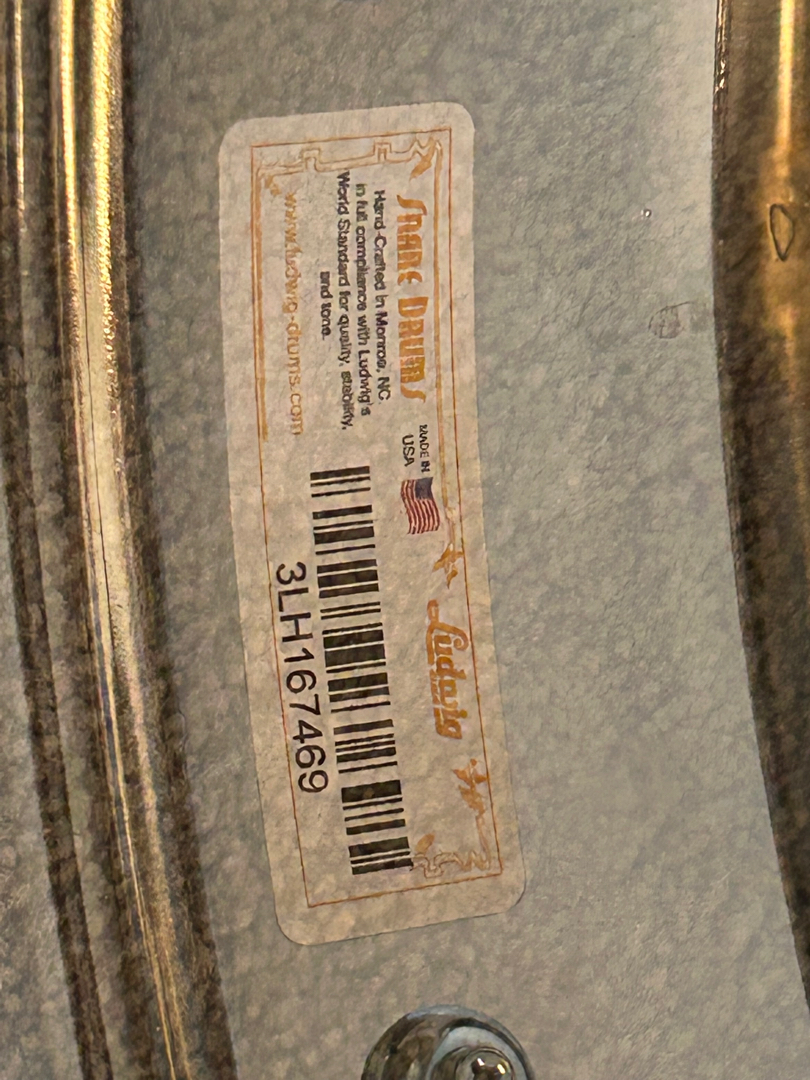 SNARE DRUMS
Hand-Crafted in Monroe, NC.
in full compliance with Ludwig's
World Standard for quality, stability,
and tone.
www.ludwig-drums.com
MADE IN
USA
Ludwig
3LH167469